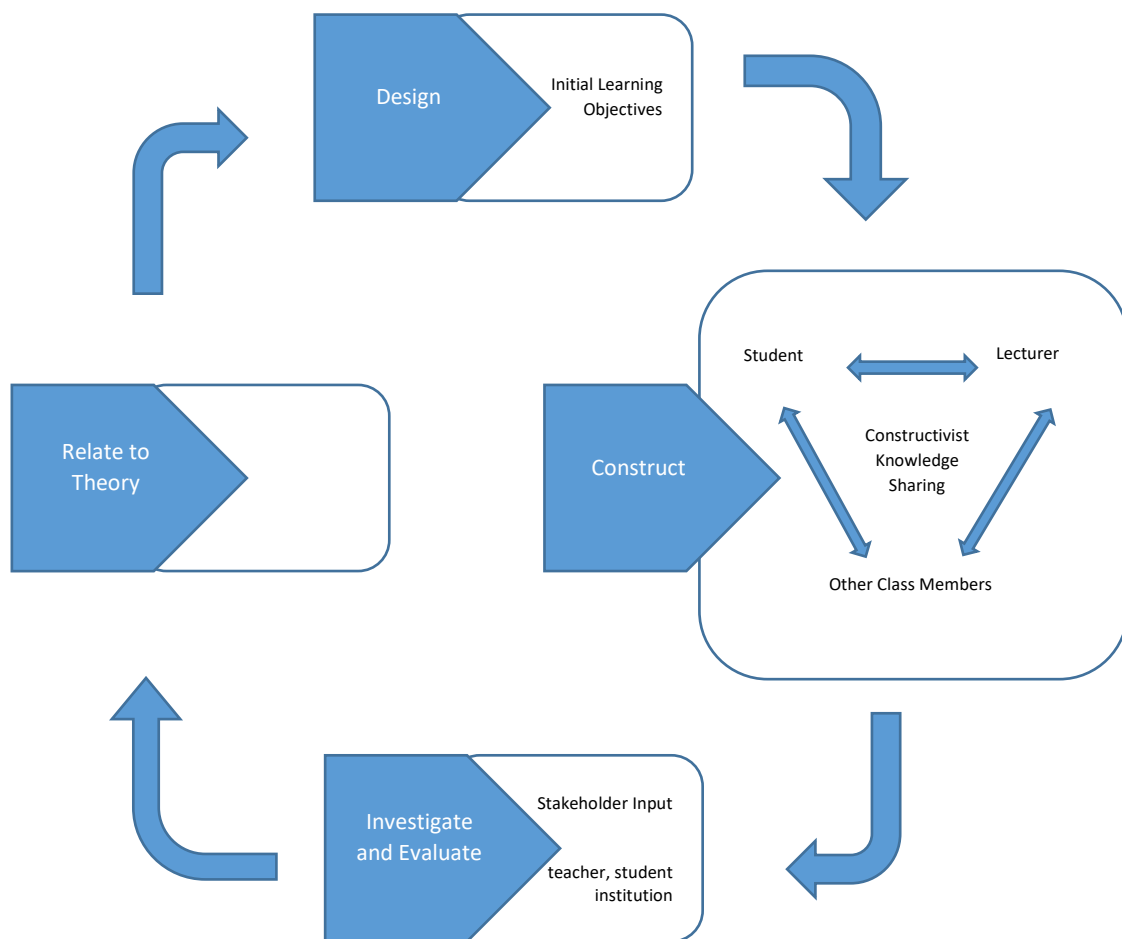 Design
Initial Learning
Objectives
Student
Lecturer
Constructivist
Knowledge
Sharing
Construct
Other Class Members
Relate to
Theory
Investigate
and Evaluate
Stakeholder Input
teacher, student
institution